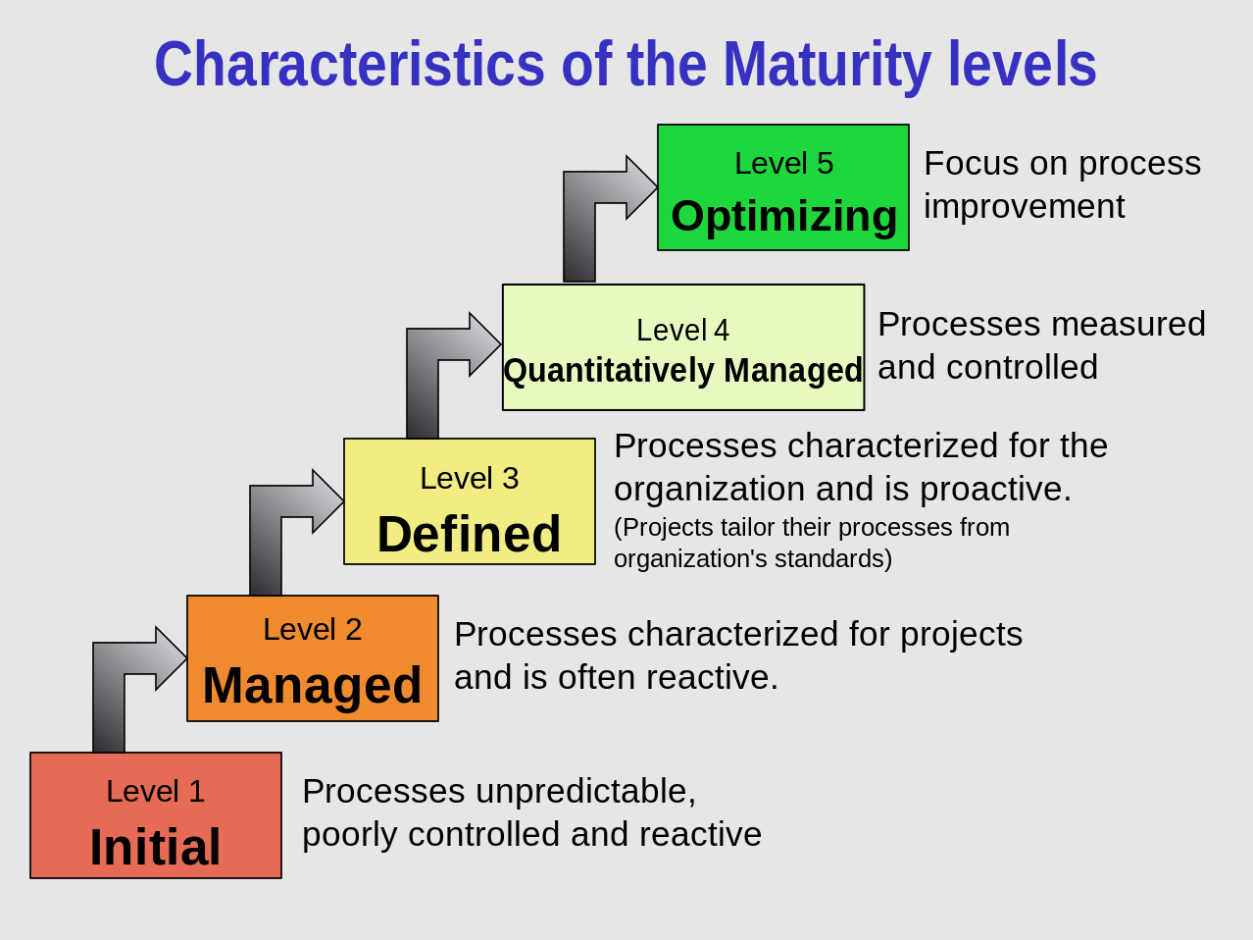 Characteristics of the Maturity levels
Level 5
Optimizing
Focus on process
improvement
Level 4
Quantitatively Managed
Processes measured
and controlled
Level 3
Defined
Processes characterized for the
organization and is proactive.
(Projects tailor their processes from
organization's standards)
Level 2
Managed
Processes characterized for projects
and is often reactive.
Level 1
Initial
Processes unpredictable,
poorly controlled and reactive